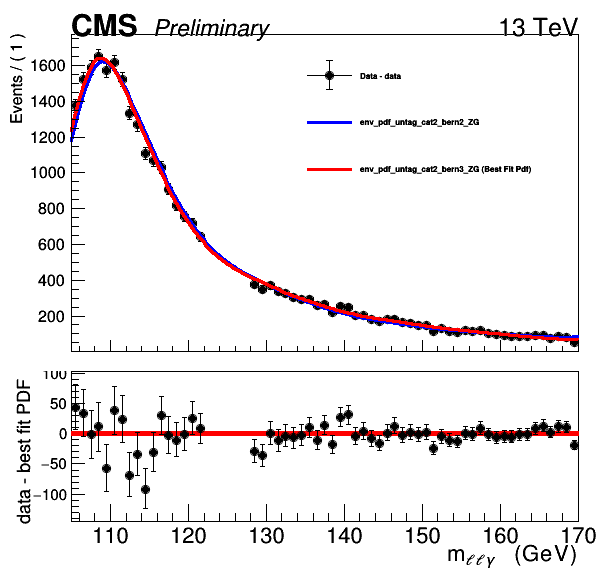 CMS Preliminary 13 TeV
Events / ( 1 )
1600
1400
1200
1000
800
600
400
200
Data - data
env_pdf_untag_cat2_bern2_ZG
env_pdf_untag_cat2_bern3_ZG (Best Fit Pdf)
data - best fit PDF
100
50
0
−50
−100
110 120 130 140 150 160 170
mℓℓγ (GeV)